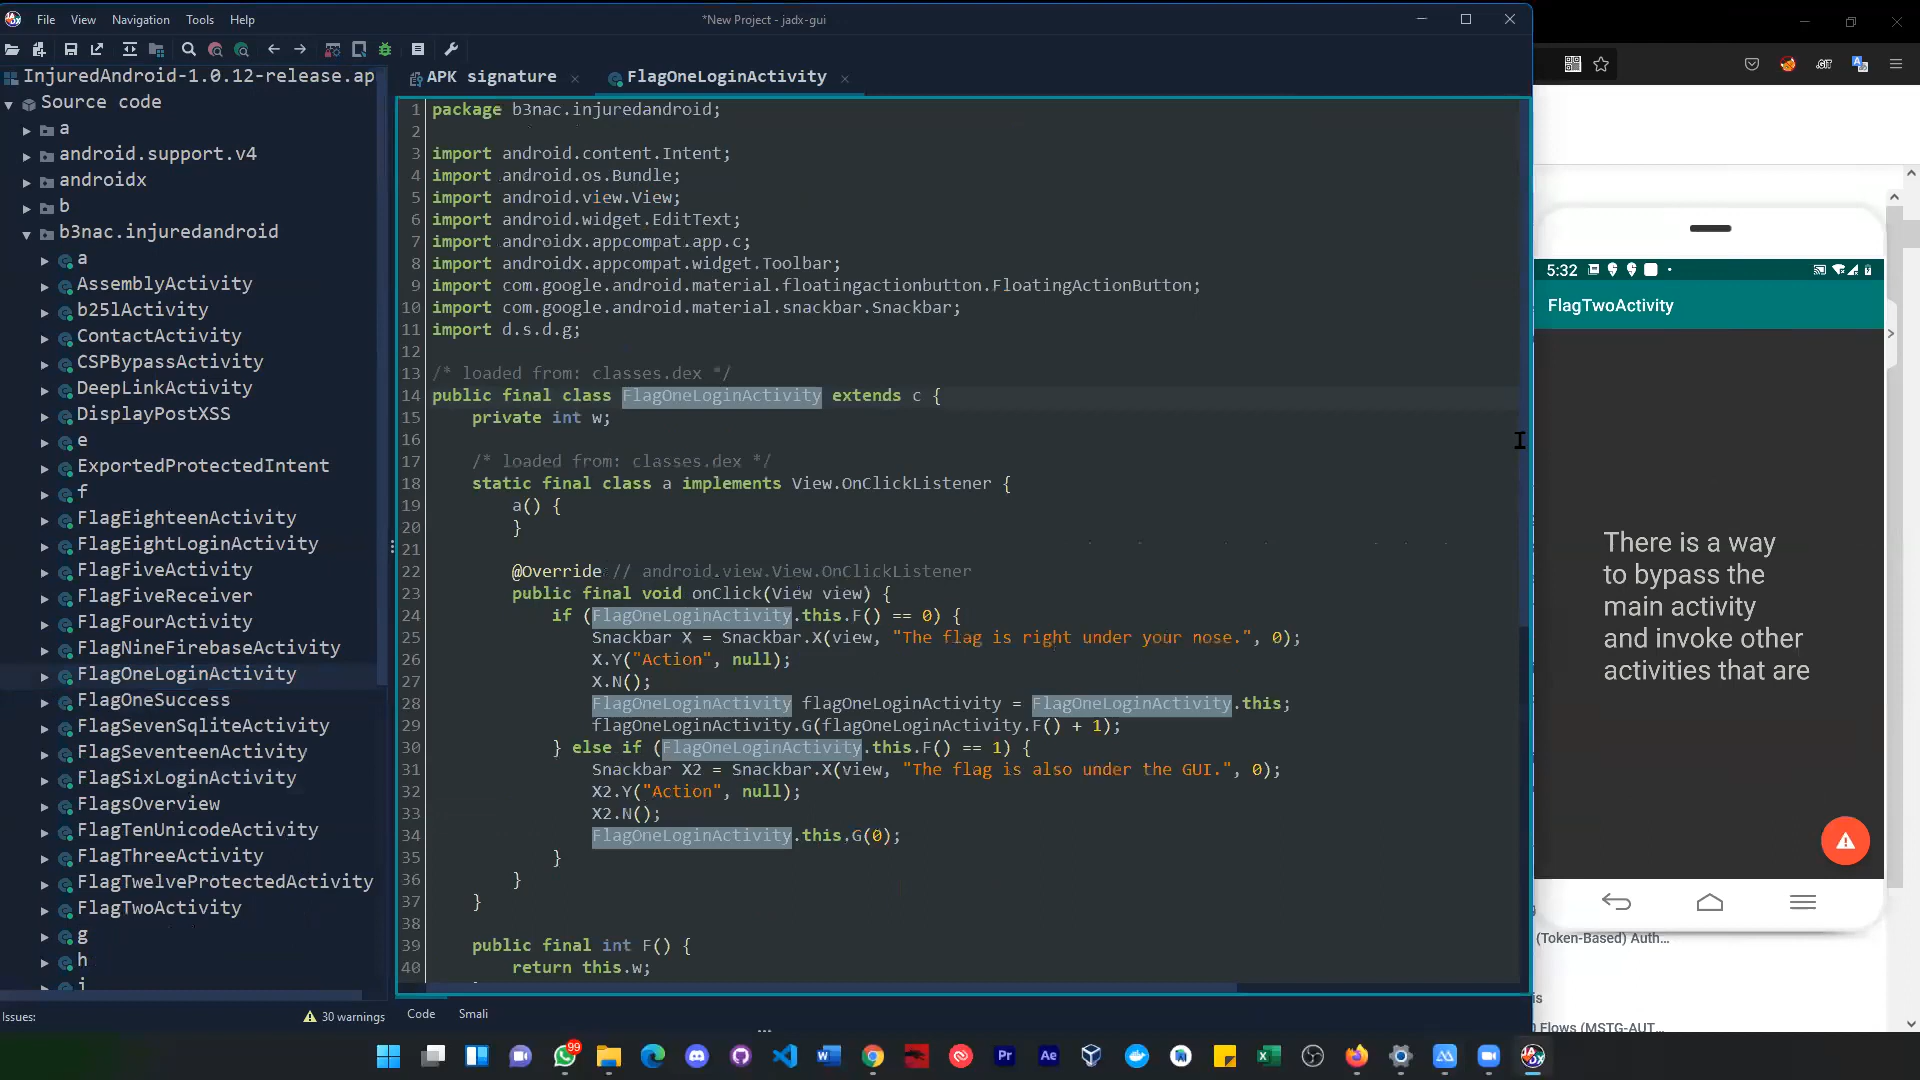 File View Navigation Tools Help
*New Project - jadx-gui
InjuredAndroid-1.0.12-release.ap
Source code
a
android.support.v4
androidx
b
b3nac.injuredandroid
a
AssemblyActivity
b25lActivity
ContactActivity
CSPBypassActivity
DeepLinkActivity
DisplayPostXSS
e
ExportedProtectedIntent
f
FlagEighteenActivity
FlagEightLoginActivity
FlagFiveActivity
FlagFiveReceiver
FlagFourActivity
FlagNineFirebaseActivity
FlagOneLoginActivity
FlagOneSuccess
FlagSevenSqliteActivity
FlagSeventeenActivity
FlagSixLoginActivity
FlagsOverview
FlagTenUnicodeActivity
FlagThreeActivity
FlagTwelveProtectedActivity
FlagTwoActivity
g
h
i
Issues: 30 warnings
APK signature FlagOneLoginActivity
1 package b3nac.injuredandroid;
2
3 import android.content.Intent;
4 import android.os.Bundle;
5 import android.view.View;
6 import android.widget.EditText;
7 import androidx.appcompat.app.c;
8 import androidx.appcompat.widget.Toolbar;
9 import com.google.android.material.floatingactionbutton.FloatingActionButton;
10 import com.google.android.material.snackbar.Snackbar;
11 import d.s.d.g;
12
13 /* loaded from: classes.dex */
14 public final class FlagOneLoginActivity extends c {
15 private int w;
16
17 /* loaded from: classes.dex */
18 static final class a implements View.OnClickListener {
19 a() {
20 }
21
22 @Override // android.view.View.OnClickListener
23 public final void onClick(View view) {
24 if (FlagOneLoginActivity.this.F() == 0) {
25 Snackbar X = Snackbar.X(view, "The flag is right under your nose.", 0);
26 X.Y("Action", null);
27 X.N();
28 FlagOneLoginActivity flagOneLoginActivity = FlagOneLoginActivity.this;
29 flagOneLoginActivity.G(flagOneLoginActivity.F() + 1);
30 } else if (FlagOneLoginActivity.this.F() == 1) {
31 Snackbar X2 = Snackbar.X(view, "The flag is also under the GUI.", 0);
32 X2.Y("Action", null);
33 X2.N();
34 FlagOneLoginActivity.this.G(0);
35 }
36 }
37 }
38
39 public final int F() {
40 return this.w;
Code Smali
.GIT
5:32
FlagTwoActivity
There is a way
to bypass the
main activity
and invoke other
activities that are
(Token-Based) Auth...
is
Flows (MSTG-AUT...
99
Pr
Ae